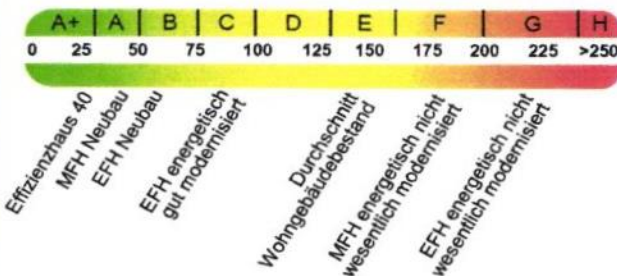 A+ A B C D E F G H
0 25 50 75 100 125 150 175 200 225 >250
Effizienzhaus 40
MFH Neubau
EFH Neubau
EFH energetisch
gut modernisiert
Durchschnitt
Wohngebäudebestand
MFH energetisch nicht
wesentlich modernisiert
EFH energetisch nicht
wesentlich modernisiert